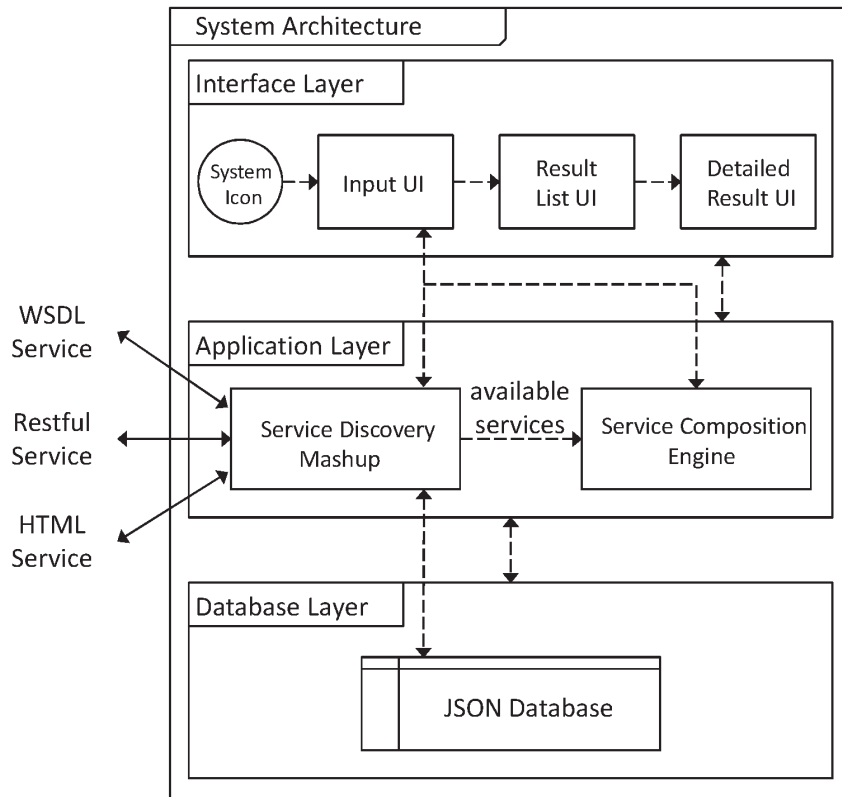 System Architecture
Interface Layer
System
Icon
Input UI
Result
List UI
Detailed
Result UI
WSDL
Service
Application Layer
Restful
Service
Service Discovery
Mashup
available
services
Service Composition
Engine
HTML
Service
Database Layer
JSON Database